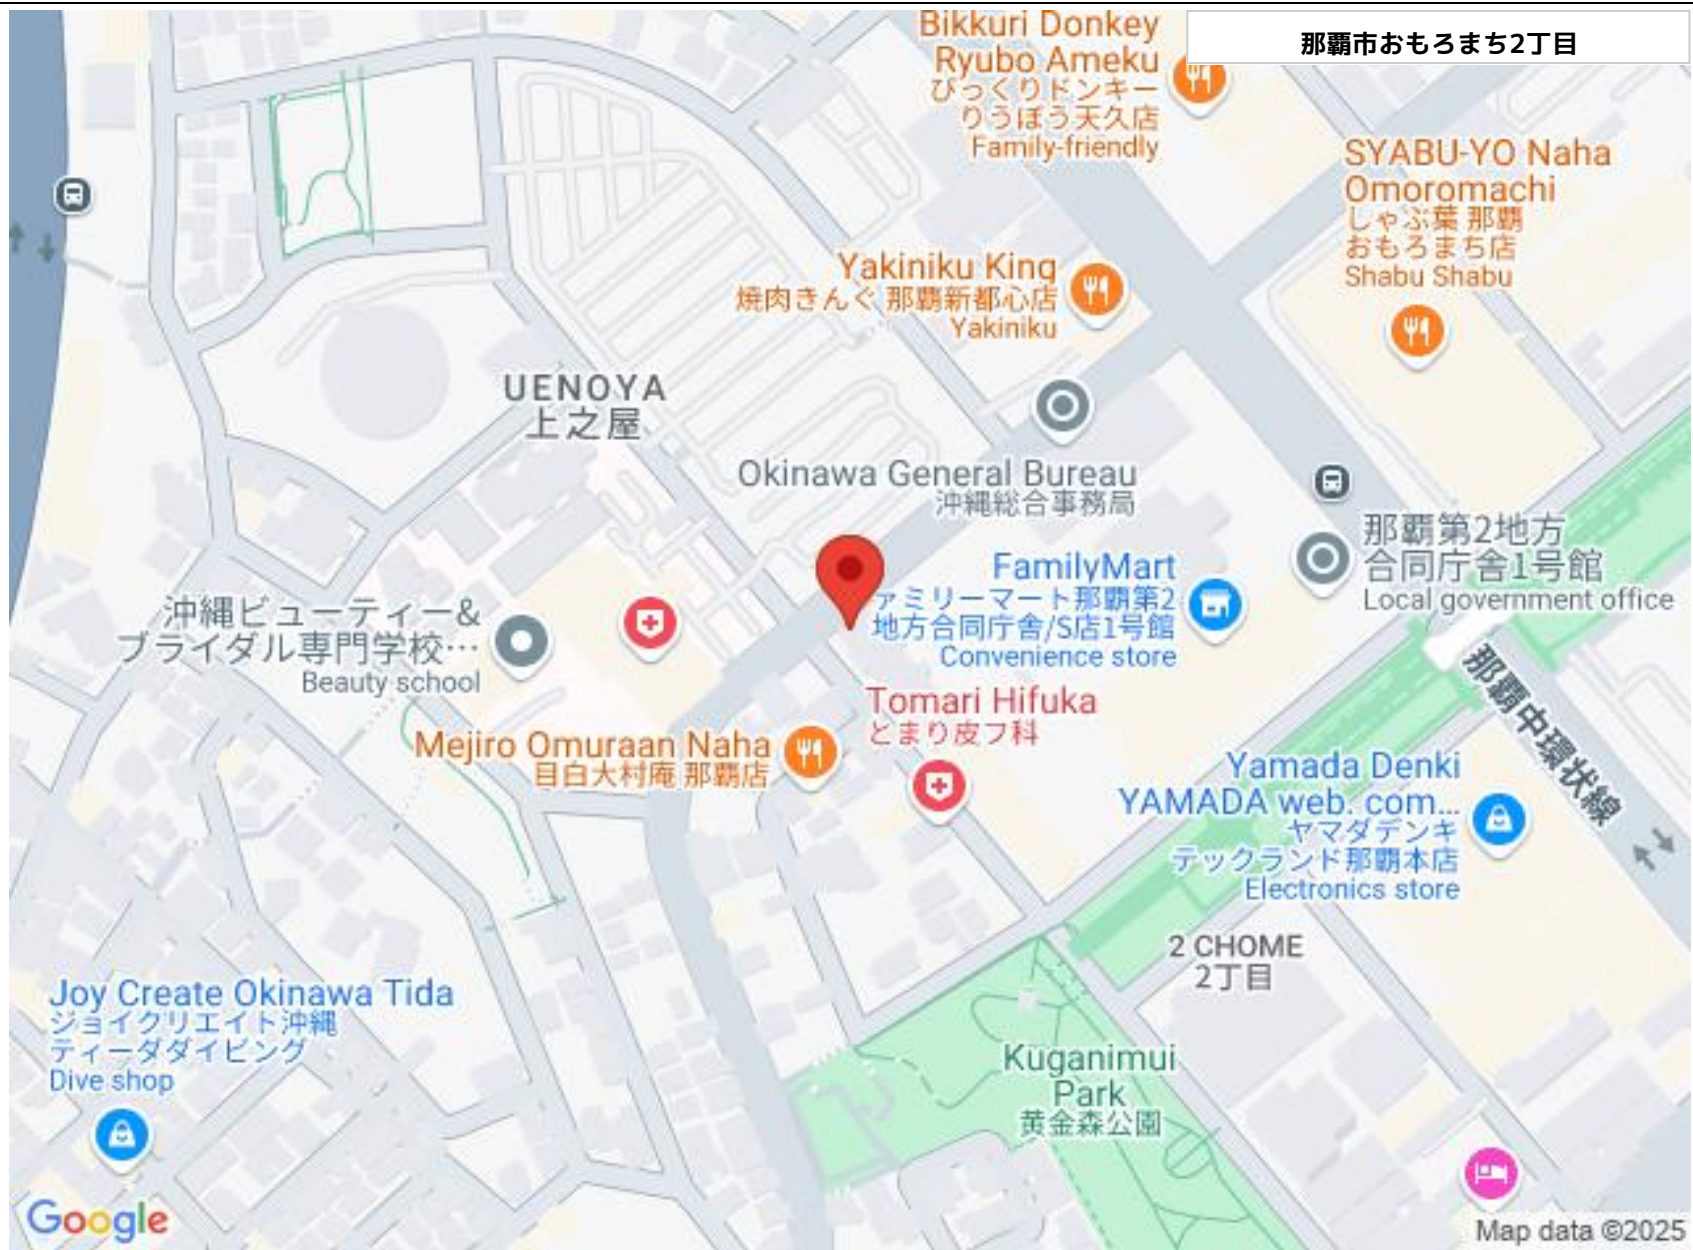 那覇市おもろまち2丁目
Bikkuri Donkey
Ryubo Ameku
びっくりドンキー
りうぼう天久店
Family-friendly
SYABU-YO Naha
Omoromachi
しゃぶ葉 那覇
おもろまち店
Shabu Shabu
Yakiniku King
焼肉きんぐ 那覇新都心店
Yakiniku
UENOYA
上之屋
Okinawa General Bureau
沖縄総合事務局
那覇第2地方
合同庁舎1号館
Local government office
FamilyMart
ァミリーマート那覇第2
地方合同庁舎/S店1号館
Convenience store
沖縄ビューティー&
ブライダル専門学校…
Beauty school
Tomari Hifuka
とまり皮フ科
Mejiro Omuraan Naha
目白大村庵 那覇店
那覇中環状線
Yamada Denki
YAMADA web. com...
ヤマダデンキ
テックランド那覇本店
Electronics store
2 CHOME
2丁目
Joy Create Okinawa Tida
ジョイクリエイト沖縄
ティーダダイビング
Dive shop
Kuganimui
Park
黄金森公園
Google
Map data ©2025